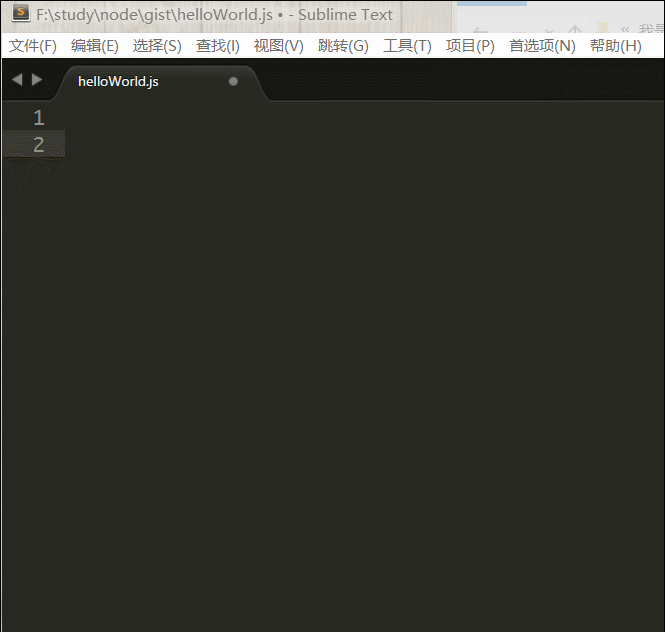 F:\study\node\gist\helloWorld.js • - Sublime Text
文件(F) 编辑(E) 选择(S) 查找(I) 视图(V) 跳转(G) 工具(T) 项目(P) 首选项(N) 帮助(H)
helloWorld.js
1
2